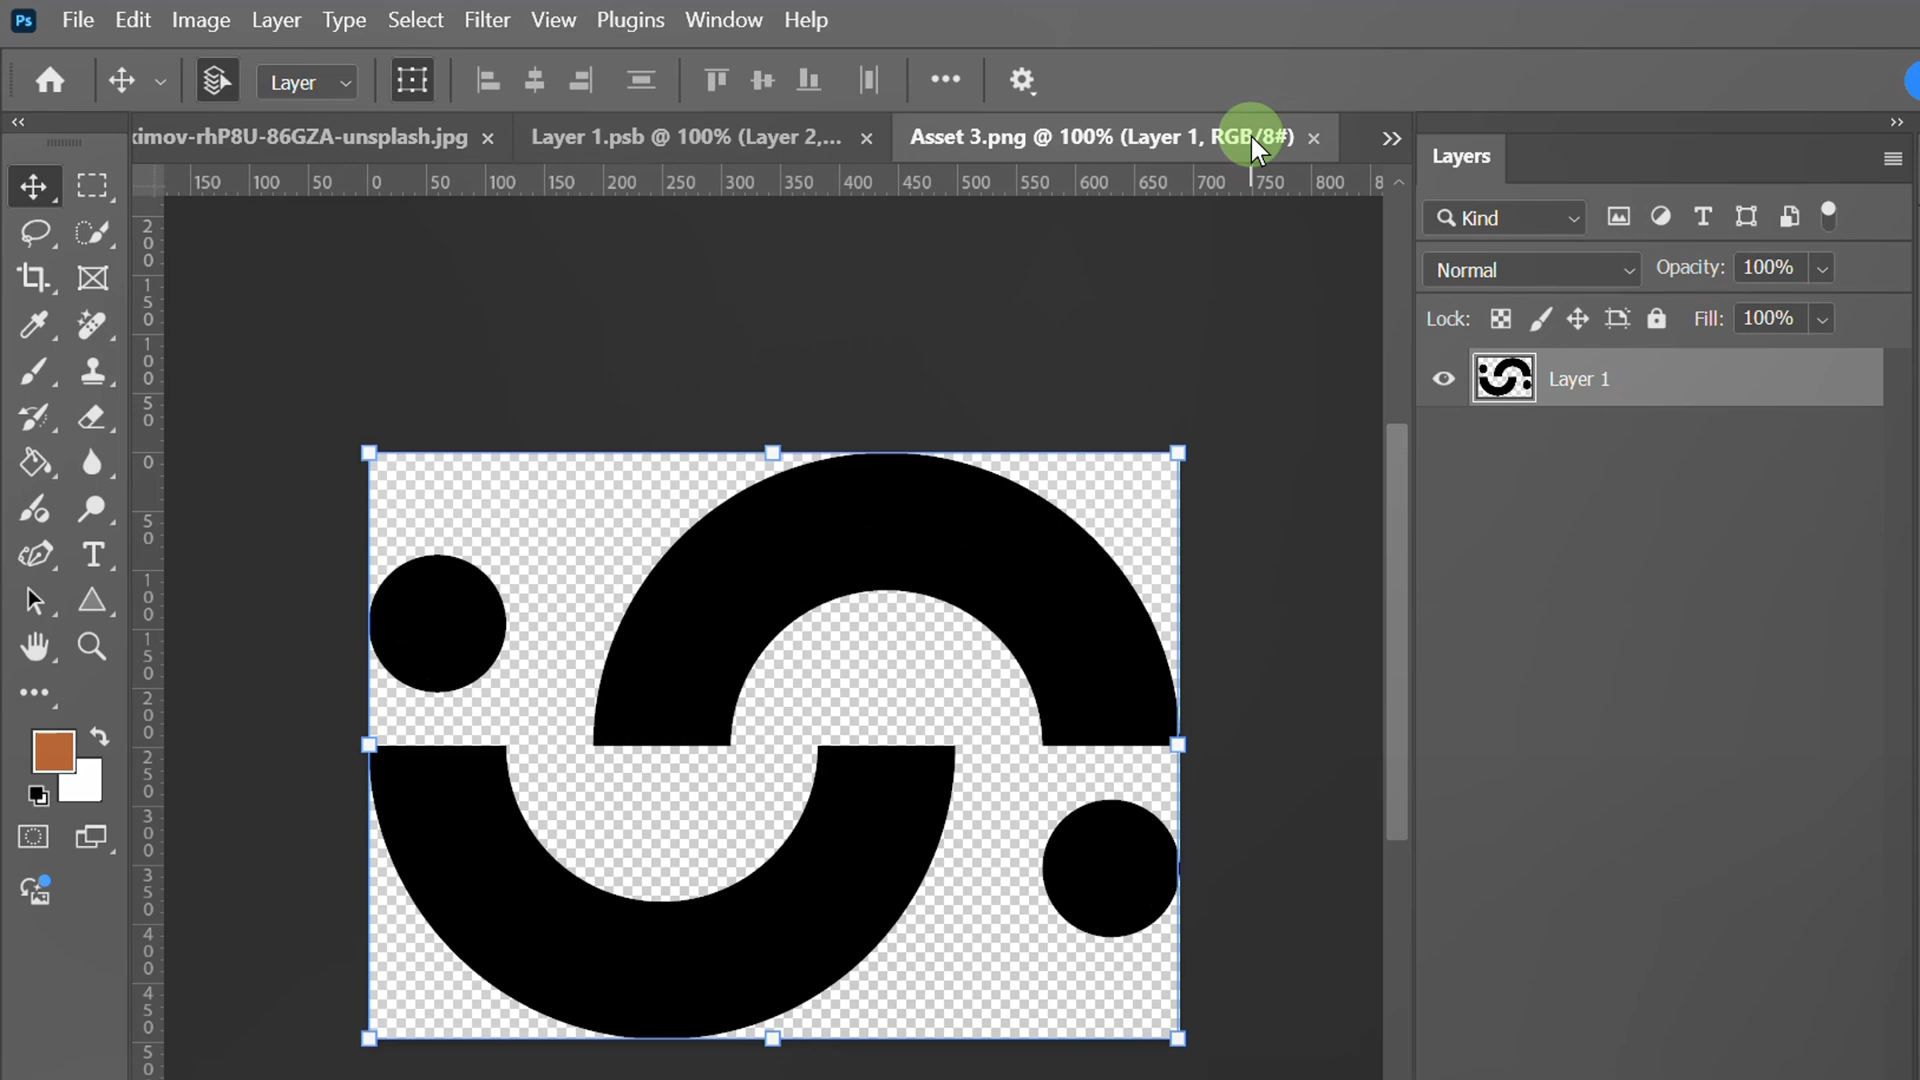 Ps File Edit Image Layer Type Select Filter View Plugins Window Help
Layer
ximov-rhP8U-86GZA-unsplash.jpg × Layer 1.psb @ 100% (Layer 2,... × Asset 3.png @ 100% (Layer 1, RGB/8#) ×
150 100 50 0 50 100 150 200 250 300 350 400 450 500 550 600 650 700 750 800 8
200
150
100
50
0
50
100
150
200
250
300
350
400
450
50
Layers
Kind
Normal Opacity: 100%
Lock: Fill: 100%
Layer 1